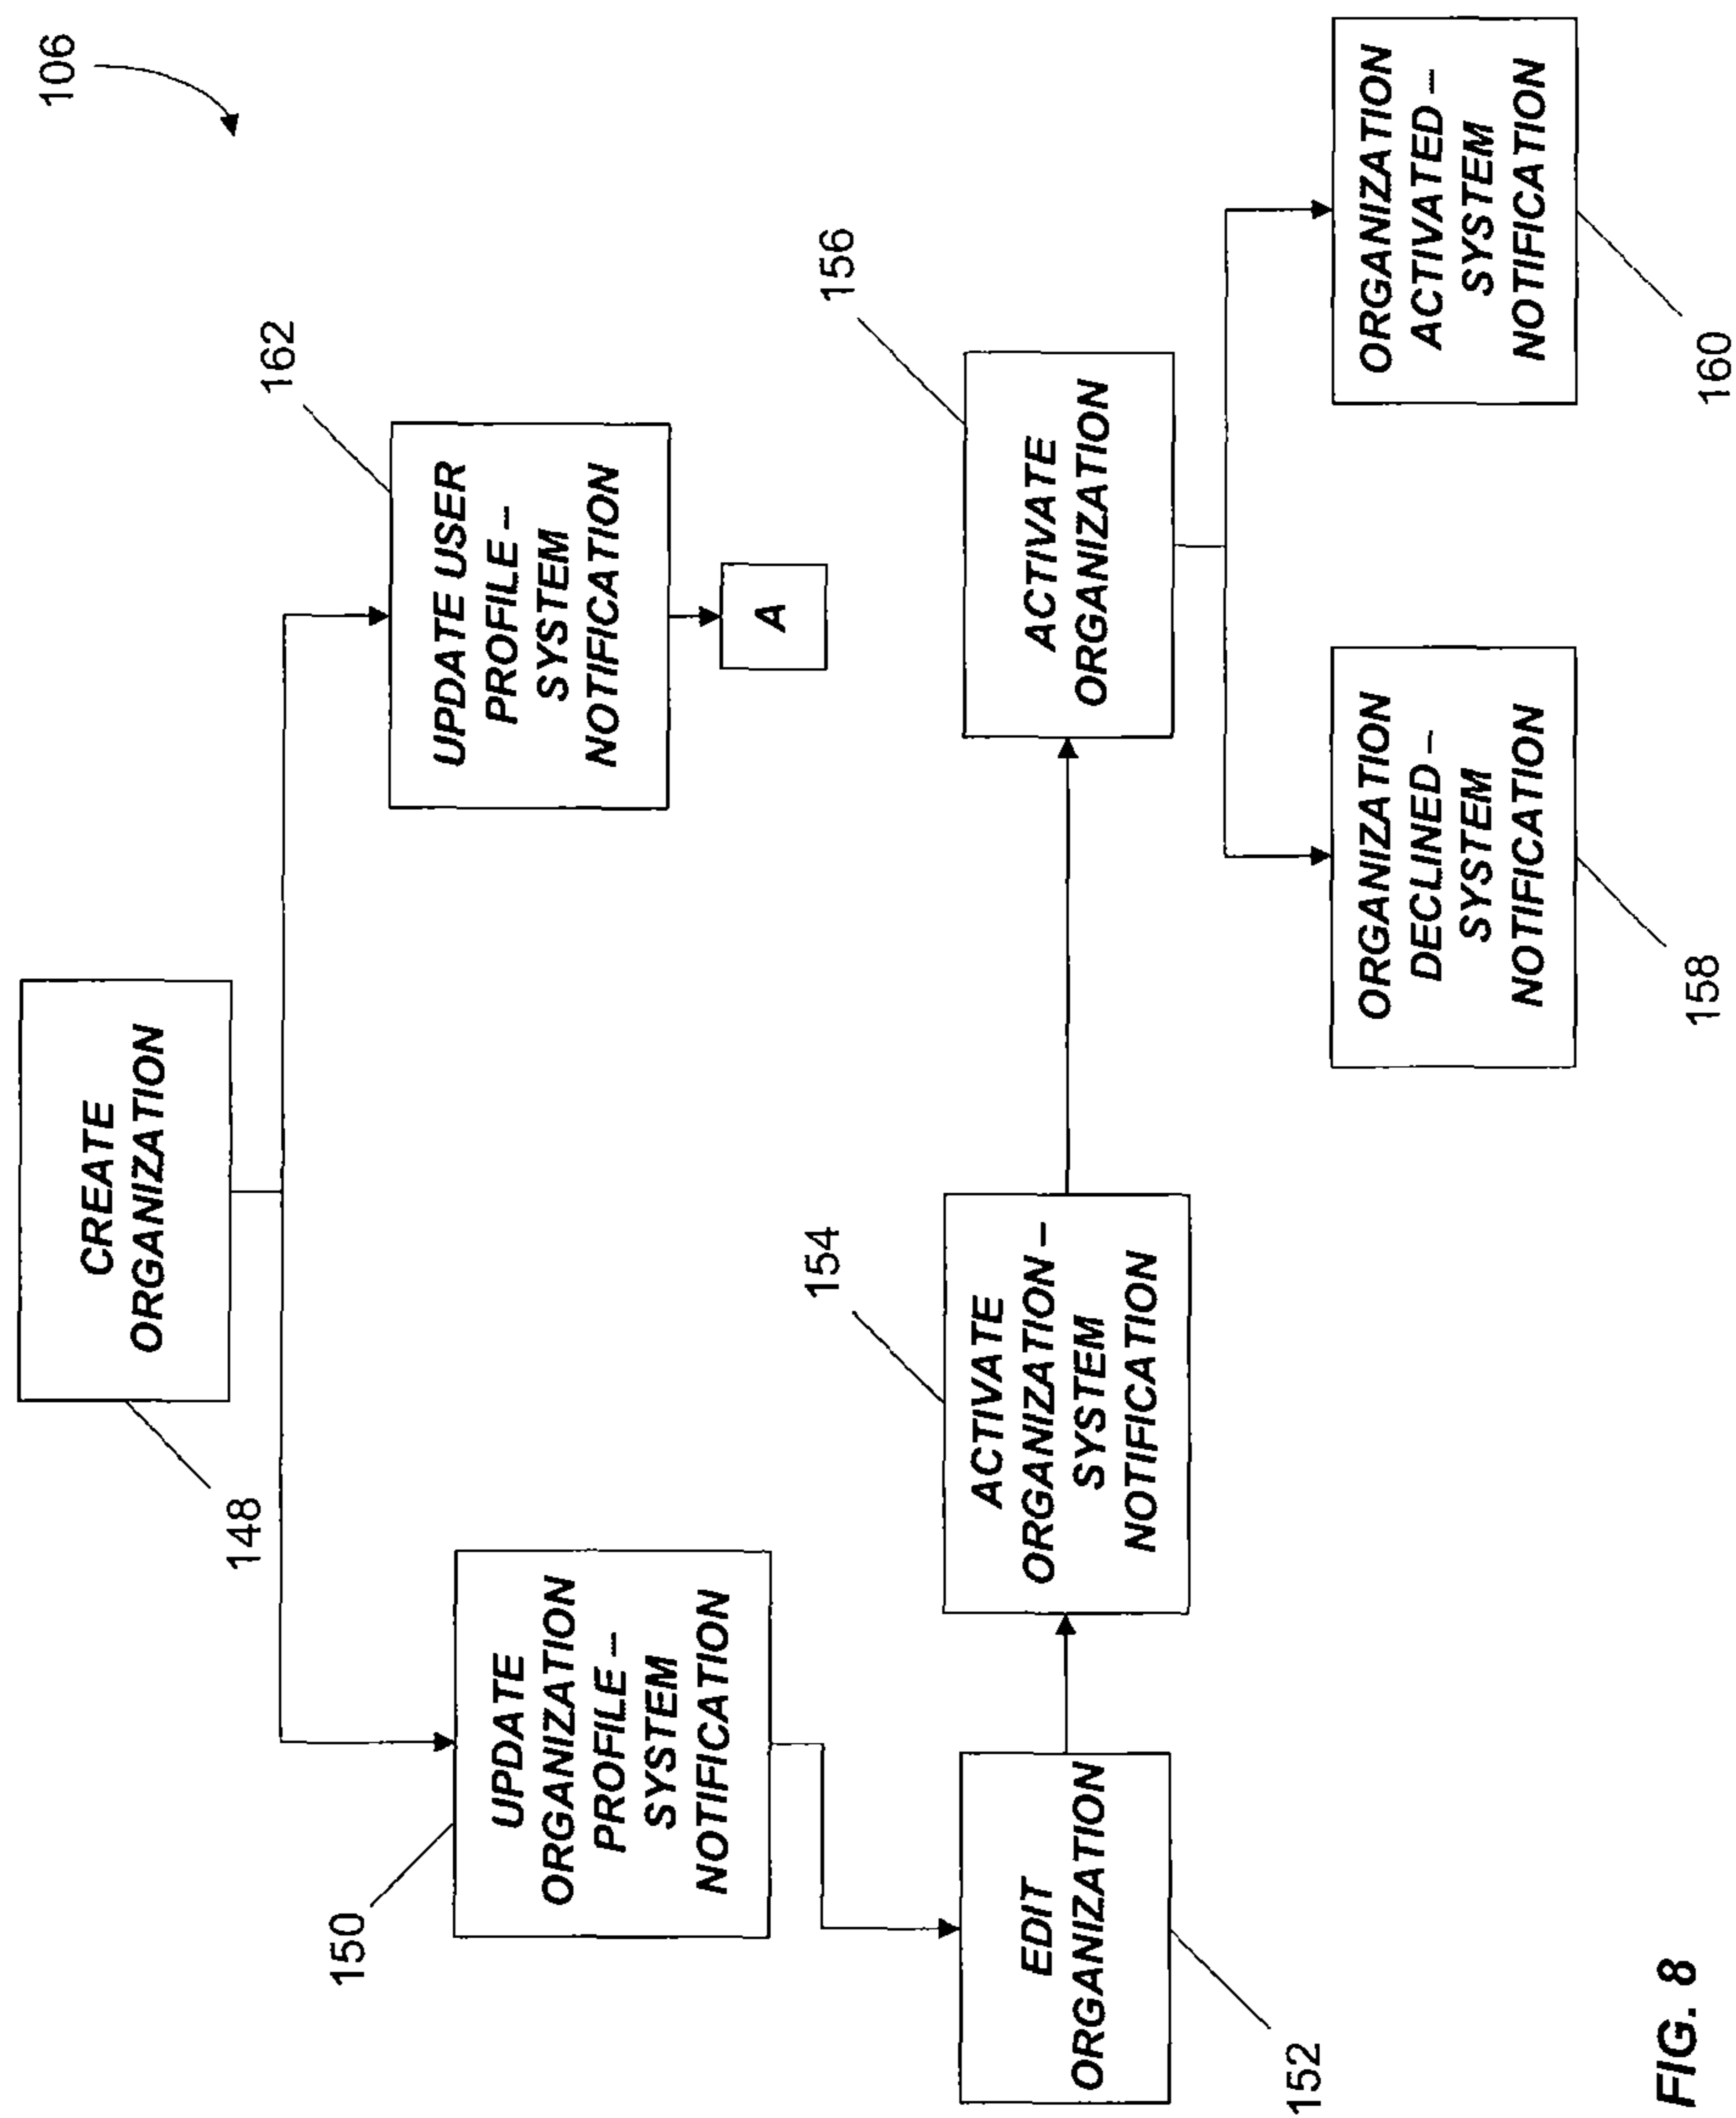 106
CREATE
ORGANIZATION
148
162
UPDATE USER
PROFILE –
SYSTEM
NOTIFICATION
A
150
UPDATE
ORGANIZATION
PROFILE –
SYSTEM
NOTIFICATION
EDIT
ORGANIZATION
152
154
ACTIVATE
ORGANIZATION –
SYSTEM
NOTIFICATION
156
ACTIVATE
ORGANIZATION
ORGANIZATION
DECLINED –
SYSTEM
NOTIFICATION
158
ORGANIZATION
ACTIVATED –
SYSTEM
NOTIFICATION
160
FIG. 8